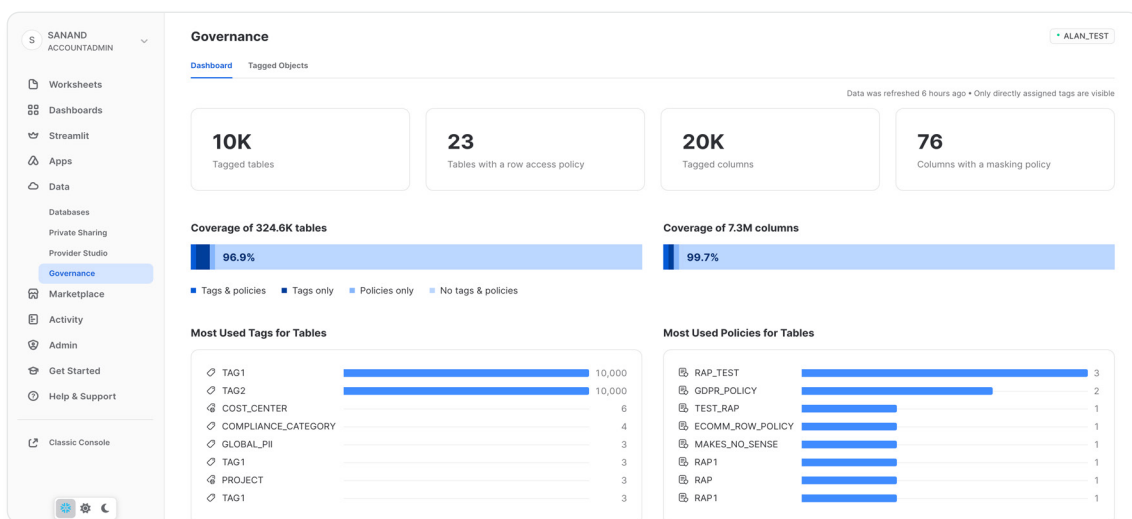 S
SANAND
ACCOUNTADMIN
Worksheets
Dashboards
Streamlit
Apps
Data
Databases
Private Sharing
Provider Studio
Governance
Marketplace
Activity
Admin
Get Started
Help & Support
Classic Console
Governance
ALAN_TEST
Dashboard Tagged Objects
Data was refreshed 6 hours ago • Only directly assigned tags are visible
10K
Tagged tables
23
Tables with a row access policy
20K
Tagged columns
76
Columns with a masking policy
Coverage of 324.6K tables
96.9%
Tags & policies Tags only Policies only No tags & policies
Coverage of 7.3M columns
99.7%
Most Used Tags for Tables
TAG1 10,000
TAG2 10,000
COST_CENTER 6
COMPLIANCE_CATEGORY 4
GLOBAL_PII 3
TAG1 3
PROJECT 3
TAG1 3
Most Used Policies for Tables
RAP_TEST 3
GDPR_POLICY 2
TEST_RAP 1
ECOMM_ROW_POLICY 1
MAKES_NO_SENSE 1
RAP1 1
RAP 1
RAP1 1